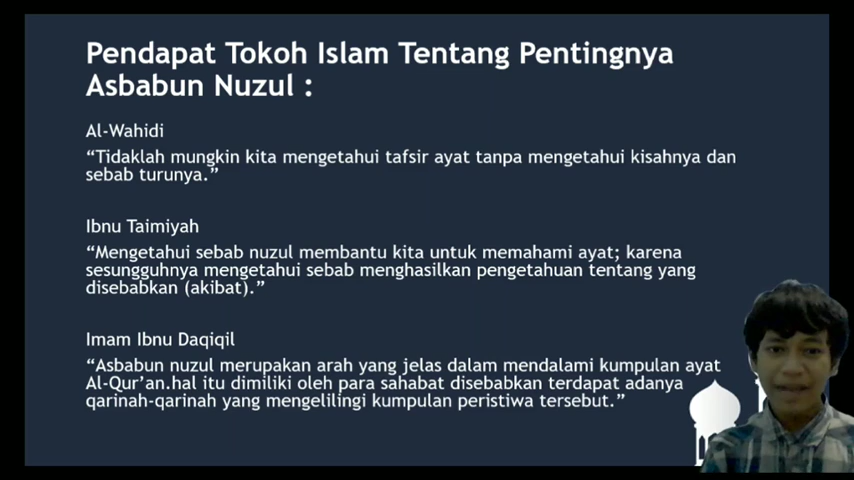 Pendapat Tokoh Islam Tentang Pentingnya
Asbabun Nuzul :
Al-Wahidi
“Tidaklah mungkin kita mengetahui tafsir ayat tanpa mengetahui kisahnya dan
sebab turunya.”
Ibnu Taimiyah
“Mengetahui sebab nuzul membantu kita untuk memahami ayat; karena
sesungguhnya mengetahui sebab menghasilkan pengetahuan tentang yang
disebabkan (akibat).”
Imam Ibnu Daqiqil
“Asbabun nuzul merupakan arah yang jelas dalam mendalami kumpulan ayat
Al-Qur’an.hal itu dimiliki oleh para sahabat disebabkan terdapat adanya
qarinah-qarinah yang mengelilingi kumpulan peristiwa tersebut.”